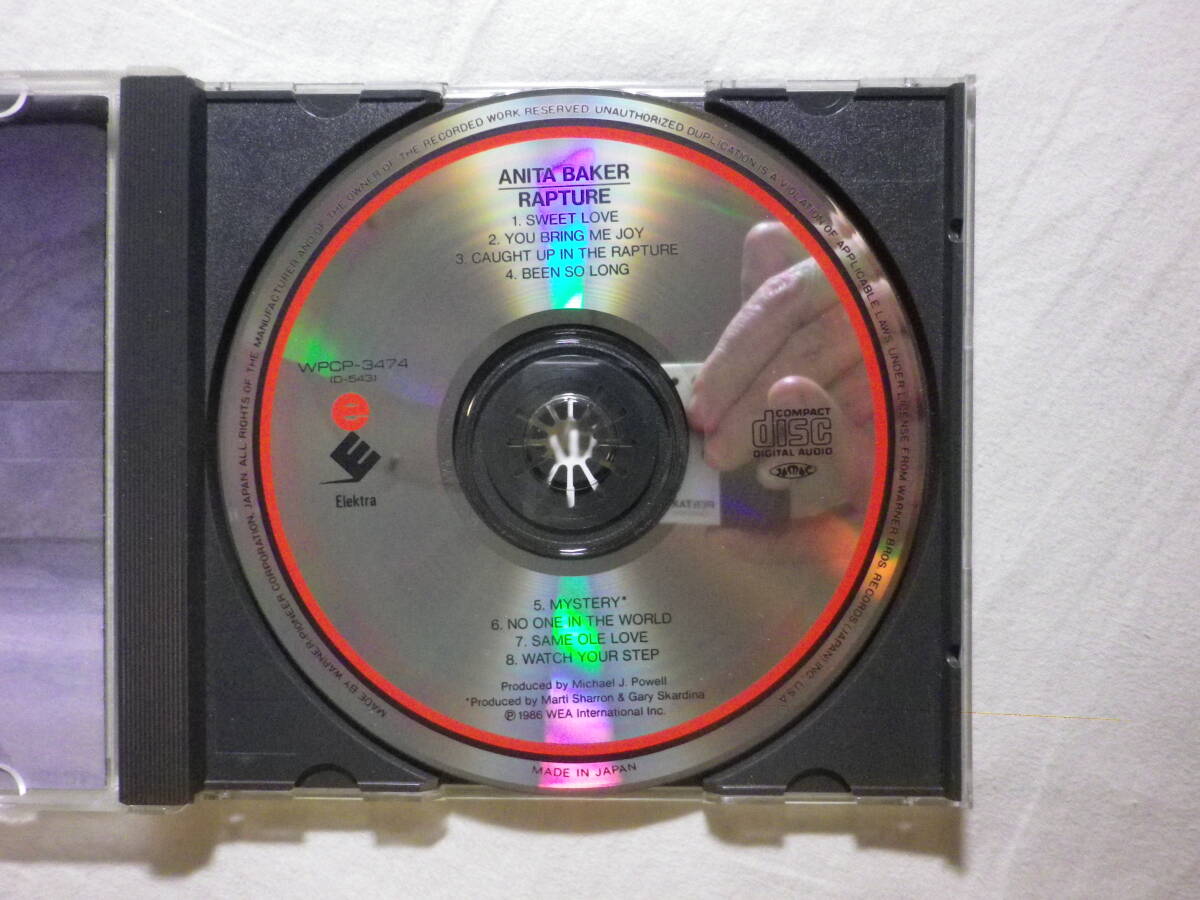 ANITA BAKER
RAPTURE
1. SWEET LOVE
2. YOU BRING ME JOY
3. CAUGHT UP IN THE RAPTURE
4. BEEN SO LONG
WPCP-3474
(D-543)
e
Elektra
COMPACT
disc
DIGITAL AUDIO
JASRAC
5. MYSTERY*
6. NO ONE IN THE WORLD
7. SAME OLE LOVE
8. WATCH YOUR STEP
Produced by Michael J. Powell
*Produced by Marti Sharron & Gary Skardina
Ⓟ1986 WEA International Inc.
MADE BY WARNER-PIONEER CORPORATION, JAPAN. ALL RIGHTS OF THE MANUFACTURER AND OF THE OWNER OF THE RECORDED WORK RESERVED UNAUTHORIZED DUPLICATION IS A VIOLATION OF APPLICABLE LAWS UNDER LICENSE FROM WARNER BROS. RECORDS/JAPAN INC. U.S.A
MADE IN JAPAN